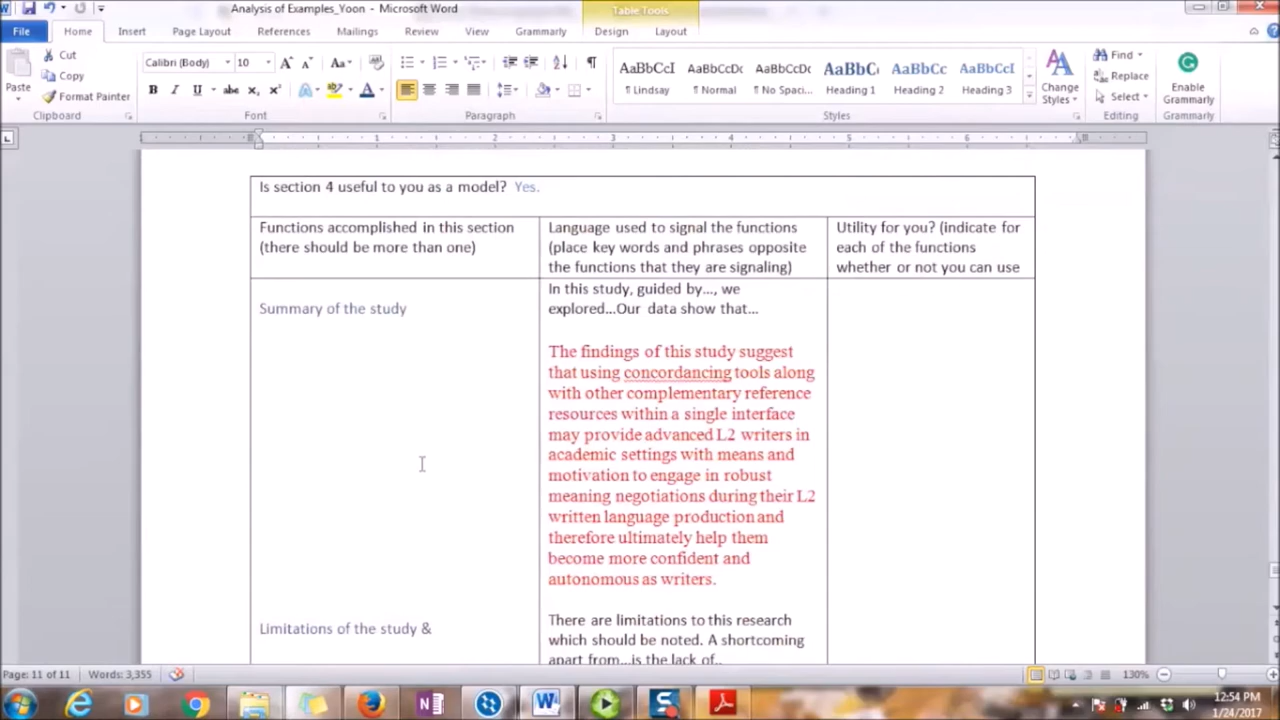 Analysis of Examples_Yoon - Microsoft Word
Table Tools
File
Home
Insert
Page Layout
References
Mailings
Review
View
Grammarly
Design
Layout
Cut
Copy
Format Painter
Paste
Clipboard
Calibri (Body)
10
Font
Paragraph
AaBbCcI
¶ Lindsay
AaBbCcDc
¶ Normal
AaBbCcDc
¶ No Spaci...
AaBbC
Heading 1
AaBbCc
Heading 2
AaBbCcI
Heading 3
Change
Styles
Styles
Find
Replace
Select
Editing
Enable
Grammarly
Grammarly
Is section 4 useful to you as a model? Yes.
Functions accomplished in this section
(there should be more than one)
Language used to signal the functions
(place key words and phrases opposite
the functions that they are signaling)
Utility for you? (indicate for
each of the functions
whether or not you can use
Summary of the study
In this study, guided by…, we
explored…Our data show that…
The findings of this study suggest
that using concordancing tools along
with other complementary reference
resources within a single interface
may provide advanced L2 writers in
academic settings with means and
motivation to engage in robust
meaning negotiations during their L2
written language production and
therefore ultimately help them
become more confident and
autonomous as writers.
Limitations of the study &
There are limitations to this research
which should be noted. A shortcoming
apart from…is the lack of..
Page: 11 of 11
Words: 3,355
130%
12:54 PM
1/24/2017